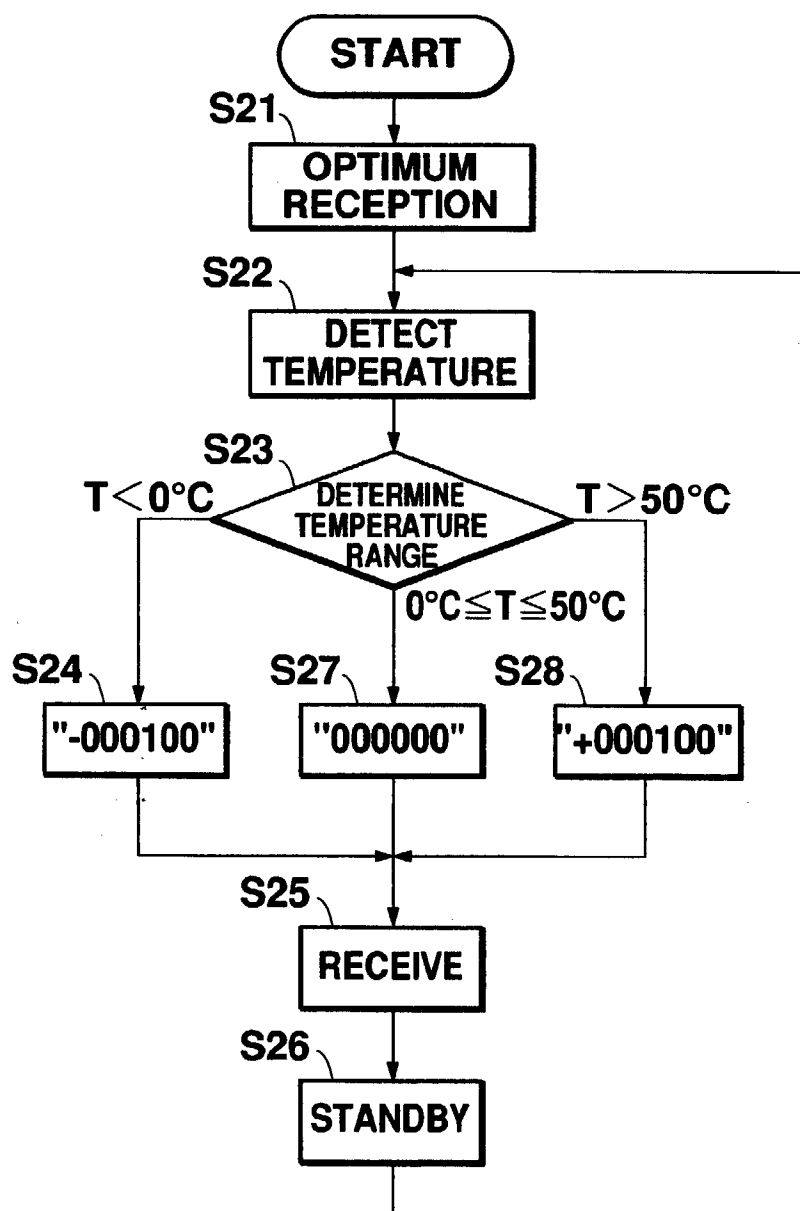 START
S21
OPTIMUM
RECEPTION
S22
DETECT
TEMPERATURE
S23
T<0°C
DETERMINE
TEMPERATURE
RANGE
T>50°C
0°C≦T≦50°C
S24
"-000100"
S27
"000000"
S28
"+000100"
S25
RECEIVE
S26
STANDBY